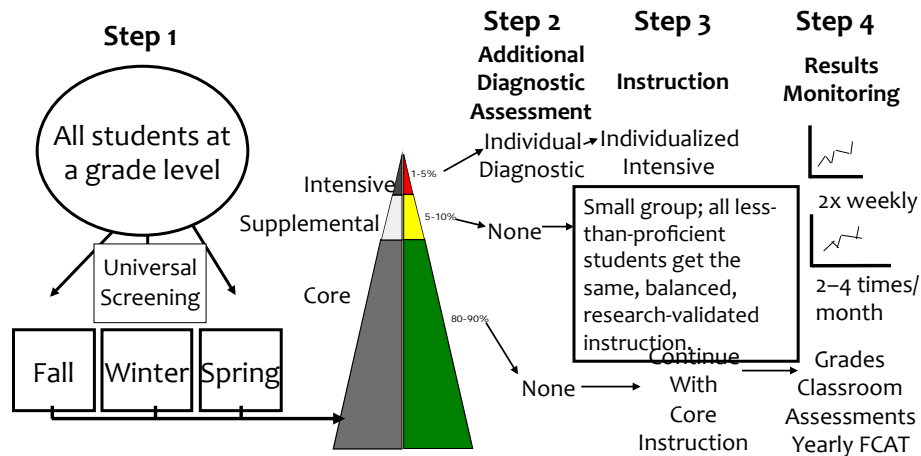 Step 1
All students at
a grade level
Universal
Screening
Fall
Winter
Spring
Intensive
Supplemental
Core
1-5%
5-10%
80-90%
Step 2
Additional
Diagnostic
Assessment
Individual
Diagnostic
None
None
Step 3
Instruction
Individualized
Intensive
Small group; all less-
than-proficient
students get the
same, balanced,
research-validated
instruction.
Continue
With
Core
Instruction
Step 4
Results
Monitoring
2x weekly
2–4 times/
month
Grades
Classroom
Assessments
Yearly FCAT